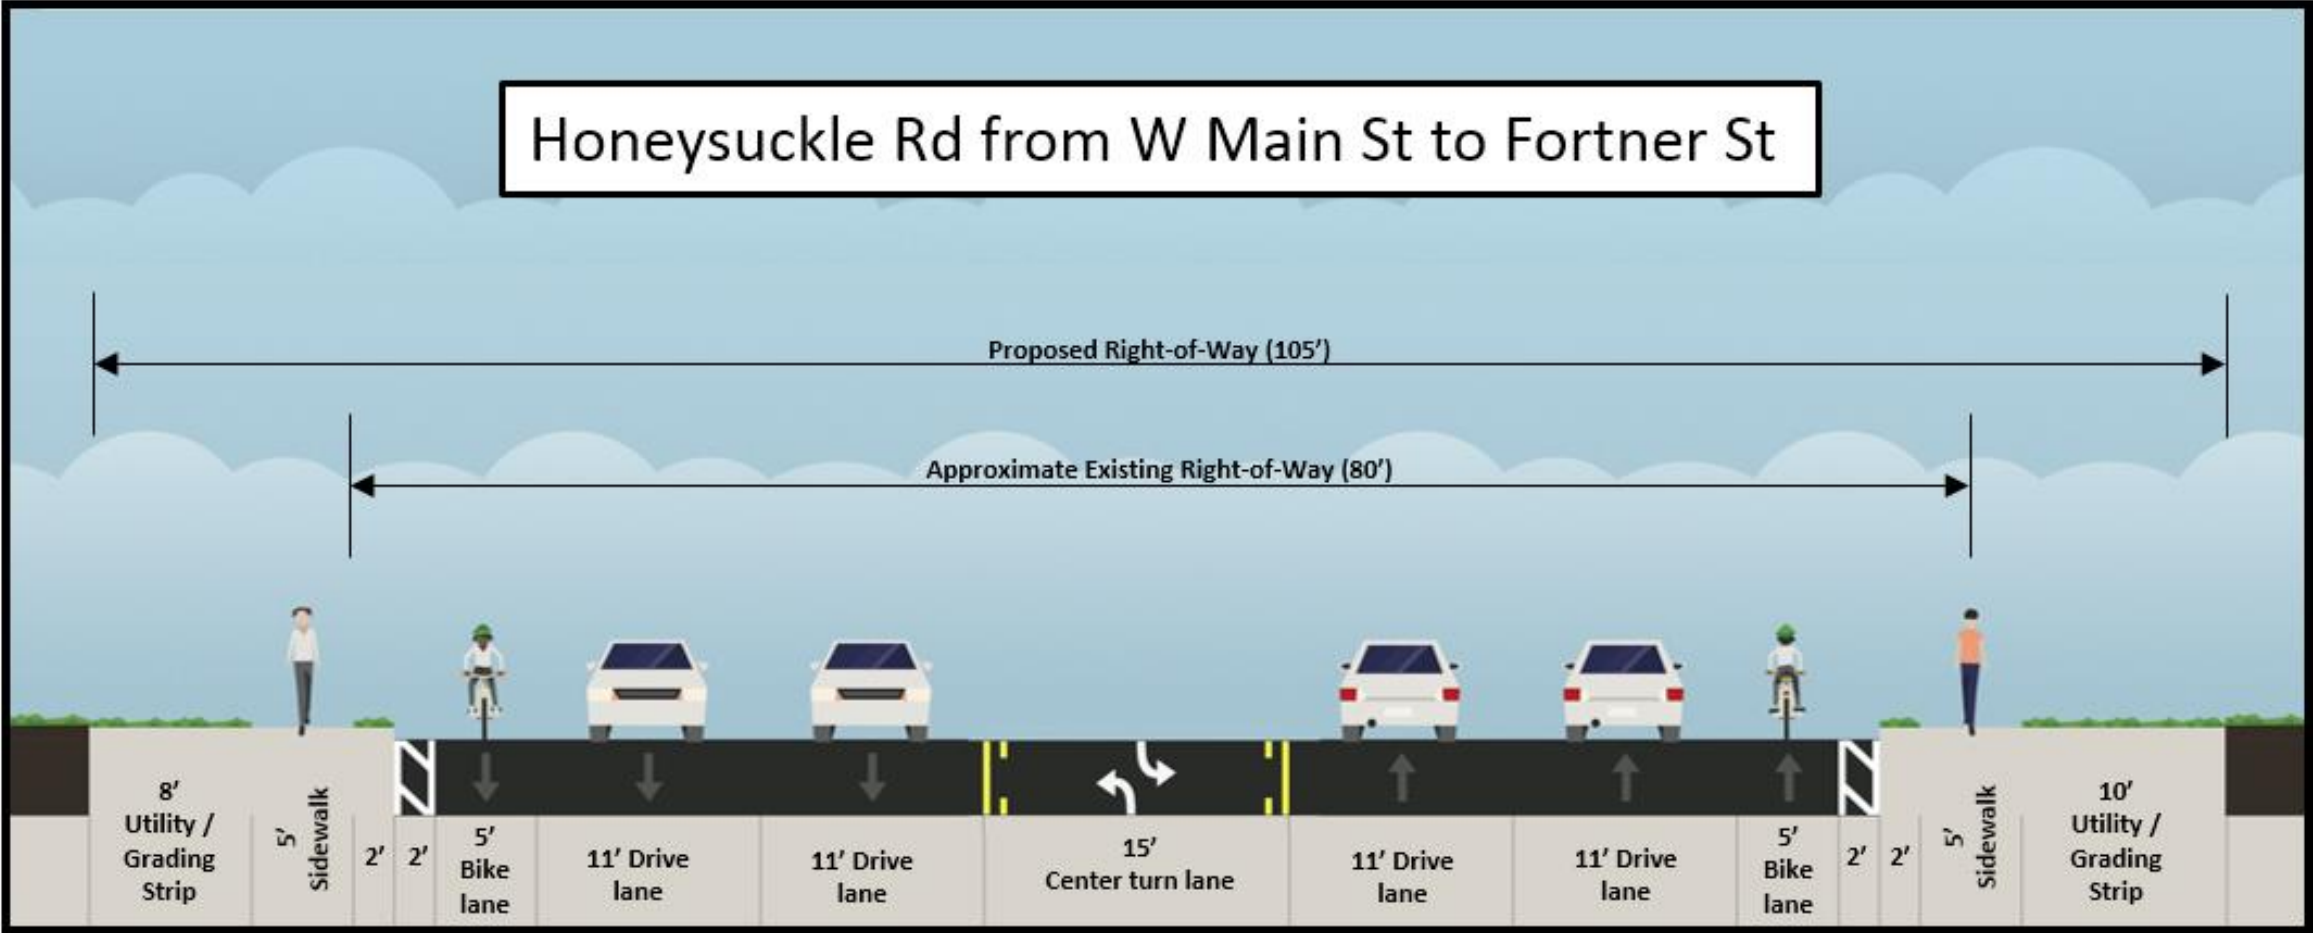 Honeysuckle Rd from W Main St to Fortner St
Proposed Right-of-Way (105’)
Approximate Existing Right-of-Way (80’)
8’
Utility /
Grading
Strip
5’
Sidewalk
2’
2’
5’
Bike
lane
11’ Drive
lane
11’ Drive
lane
15’
Center turn lane
11’ Drive
lane
11’ Drive
lane
5’
Bike
lane
2’
2’
5’
Sidewalk
10’
Utility /
Grading
Strip